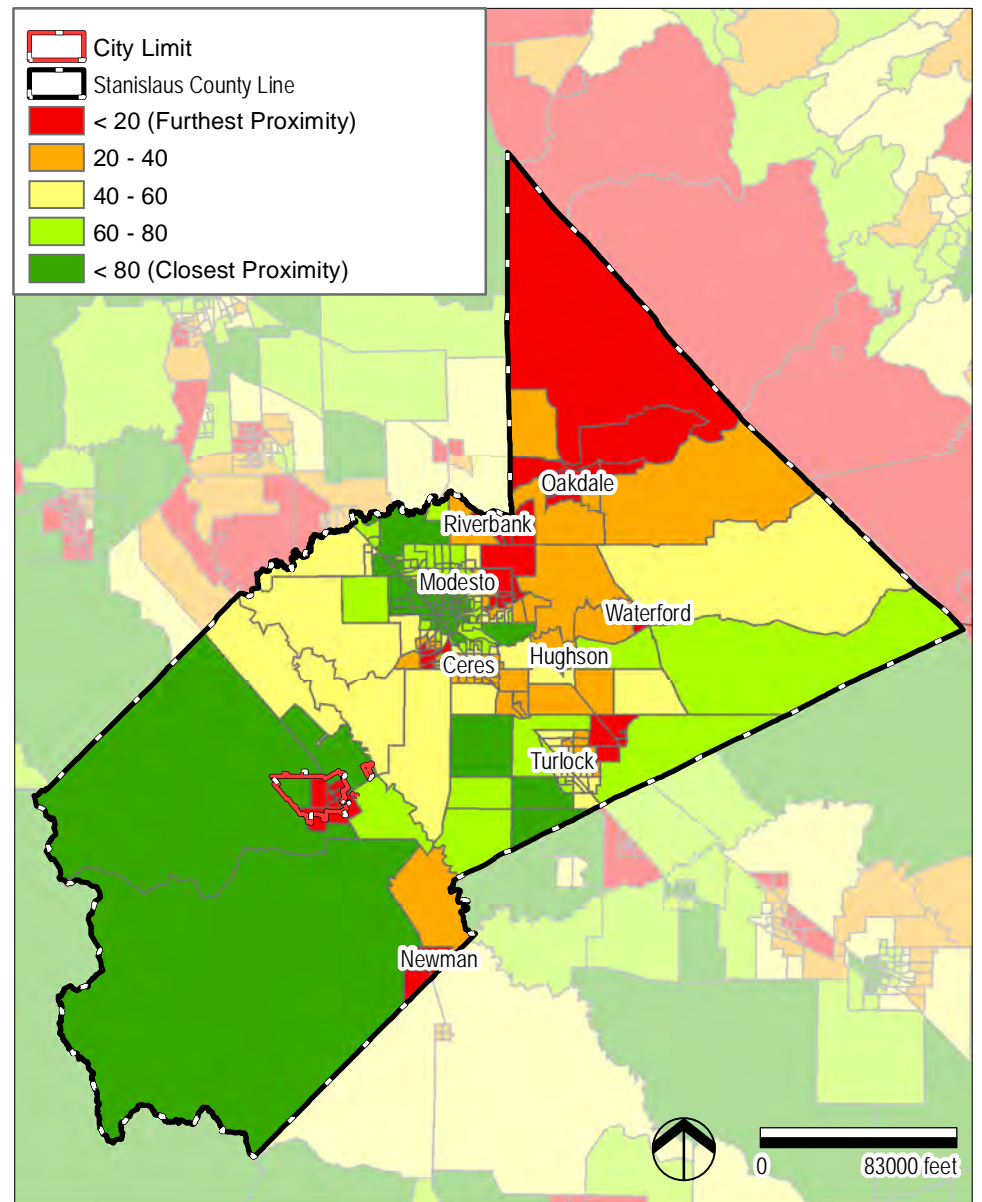 City Limit
Stanislaus County Line
< 20 (Furthest Proximity)
20 - 40
40 - 60
60 - 80
< 80 (Closest Proximity)
Oakdale
Riverbank
Modesto
Waterford
Ceres
Hughson
Turlock
Newman
0
83000 feet